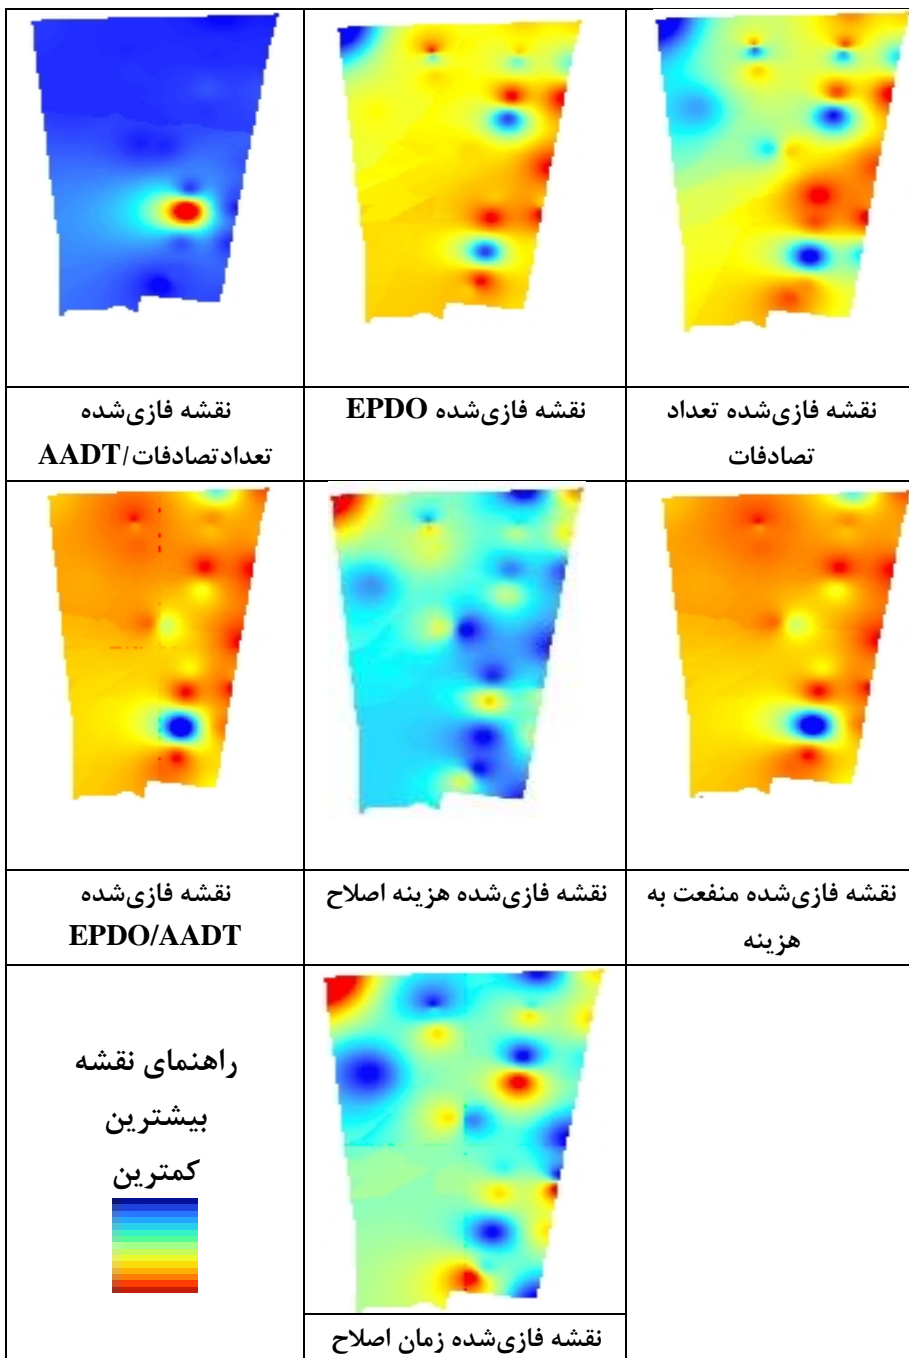 نقشه فازی‌شده تعداد
تصادفات
نقشه فازی‌شده EPDO
نقشه فازی‌شده
تعدادتصادفات/AADT
نقشه فازی‌شده منفعت به
هزینه
نقشه فازی‌شده هزینه اصلاح
نقشه فازی‌شده
EPDO/AADT
راهنمای نقشه
بیشترین
کمترین
نقشه فازی‌شده زمان اصلاح